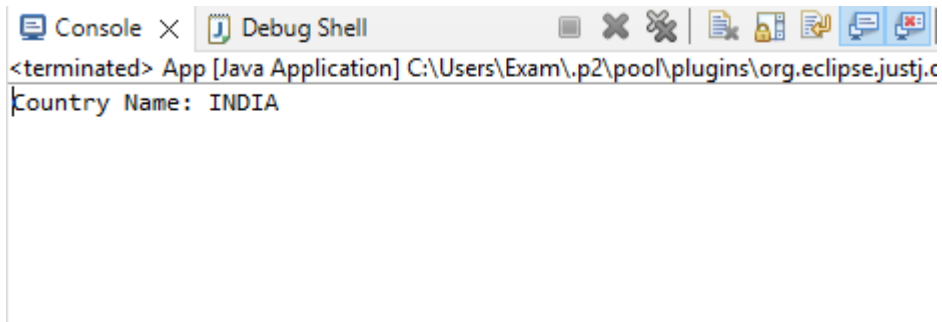 Console Debug Shell
<terminated> App [Java Application] C:\Users\Exam\.p2\pool\plugins\org.eclipse.justj.o
Country Name: INDIA